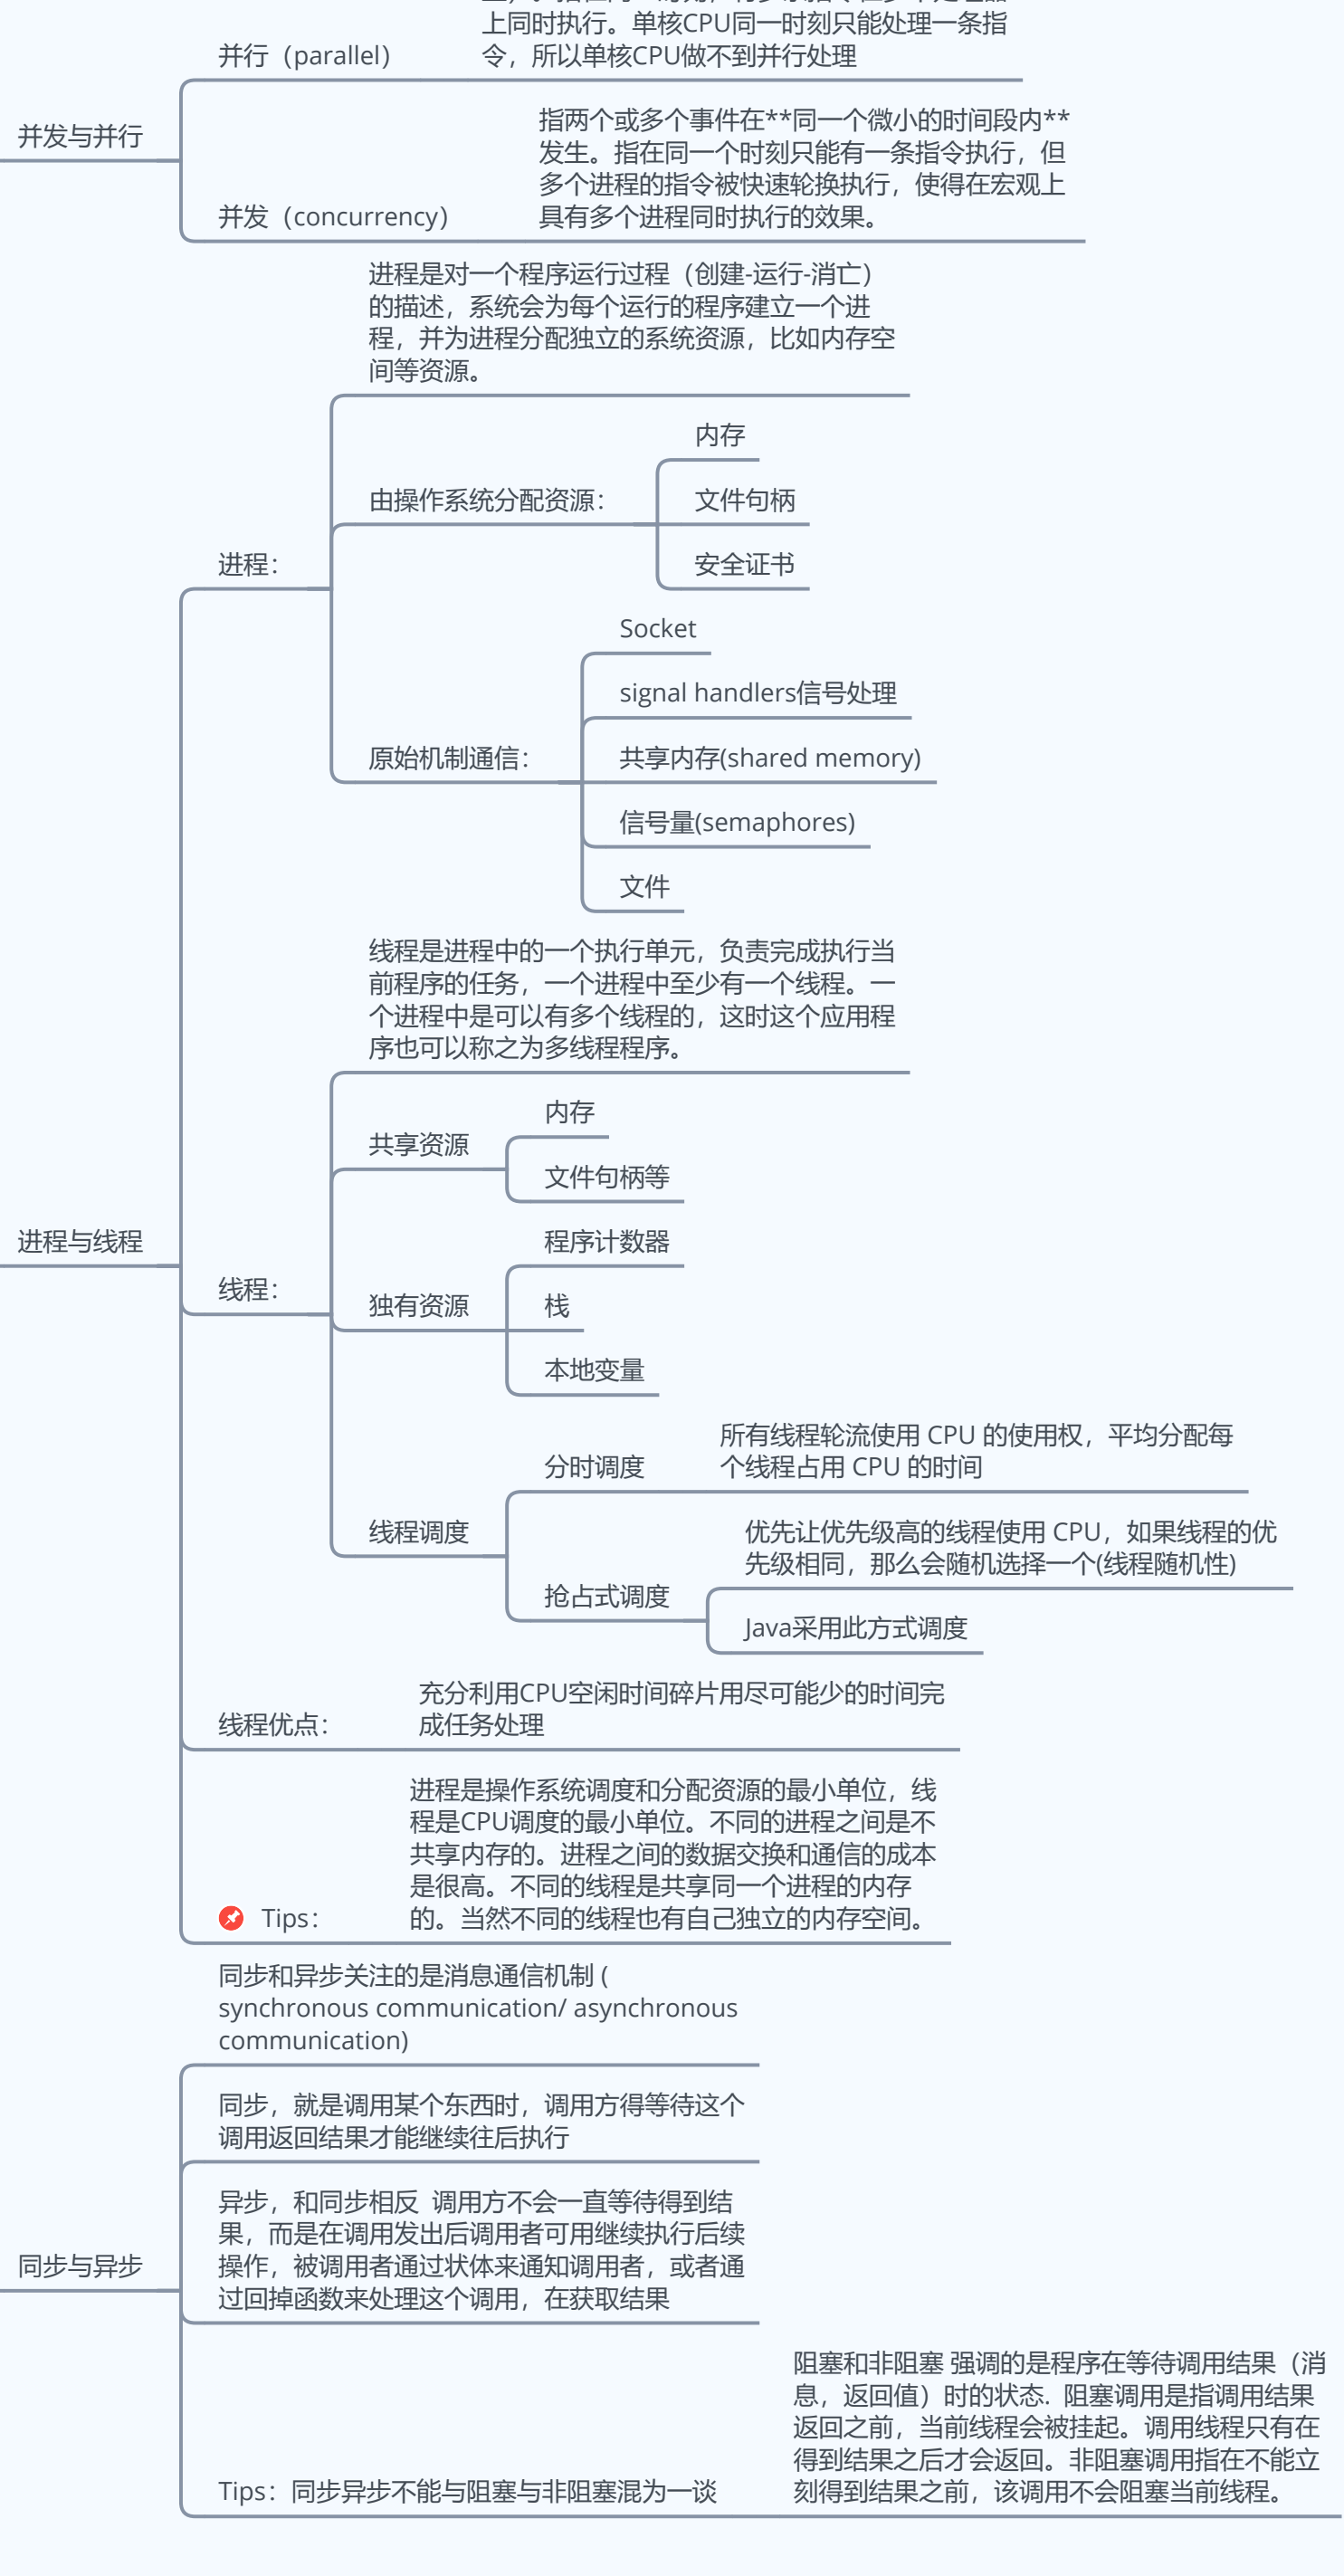 上同时执行。单核CPU同一时刻只能处理一条指
并行（parallel）
令，所以单核CPU做不到并行处理
并发与并行
指两个或多个事件在**同一个微小的时间段内**
发生。指在同一个时刻只能有一条指令执行，但
多个进程的指令被快速轮换执行，使得在宏观上
具有多个进程同时执行的效果。
并发（concurrency）
进程是对一个程序运行过程（创建-运行-消亡）
的描述，系统会为每个运行的程序建立一个进
程，并为进程分配独立的系统资源，比如内存空
间等资源。
内存
由操作系统分配资源：
文件句柄
进程：
安全证书
Socket
signal handlers信号处理
原始机制通信：
共享内存(shared memory)
信号量(semaphores)
文件
线程是进程中的一个执行单元，负责完成执行当
前程序的任务，一个进程中至少有一个线程。一
个进程中是可以有多个线程的，这时这个应用程
序也可以称之为多线程程序。
内存
共享资源
文件句柄等
进程与线程
程序计数器
线程：
独有资源
栈
本地变量
所有线程轮流使用 CPU 的使用权，平均分配每
分时调度
个线程占用 CPU 的时间
线程调度
优先让优先级高的线程使用 CPU，如果线程的优
先级相同，那么会随机选择一个(线程随机性)
抢占式调度
Java采用此方式调度
充分利用CPU空闲时间碎片用尽可能少的时间完
线程优点：
成任务处理
进程是操作系统调度和分配资源的最小单位，线
程是CPU调度的最小单位。不同的进程之间是不
共享内存的。进程之间的数据交换和通信的成本
是很高。不同的线程是共享同一个进程的内存
Tips：
的。当然不同的线程也有自己独立的内存空间。
同步和异步关注的是消息通信机制 (
synchronous communication/ asynchronous
communication)
同步，就是调用某个东西时，调用方得等待这个
调用返回结果才能继续往后执行
异步，和同步相反 调用方不会一直等待得到结
果，而是在调用发出后调用者可用继续执行后续
同步与异步
操作，被调用者通过状体来通知调用者，或者通
过回掉函数来处理这个调用，在获取结果
阻塞和非阻塞 强调的是程序在等待调用结果（消
息，返回值）时的状态. 阻塞调用是指调用结果
返回之前，当前线程会被挂起。调用线程只有在
得到结果之后才会返回。非阻塞调用指在不能立
Tips：同步异步不能与阻塞与非阻塞混为一谈
刻得到结果之前，该调用不会阻塞当前线程。